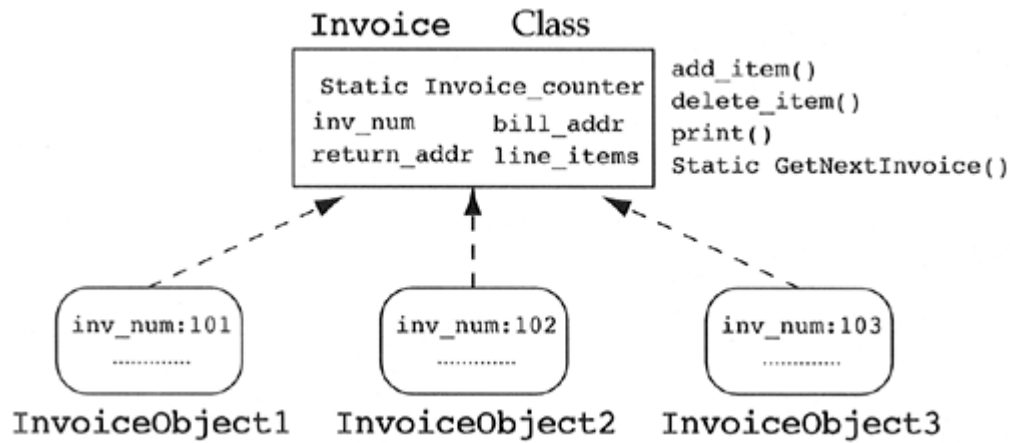 Invoice Class
Static Invoice_counter
inv_num bill_addr
return_addr line_items
add_item()
delete_item()
print()
Static GetNextInvoice()
inv_num:101
............
InvoiceObject1
inv_num:102
............
InvoiceObject2
inv_num:103
............
InvoiceObject3